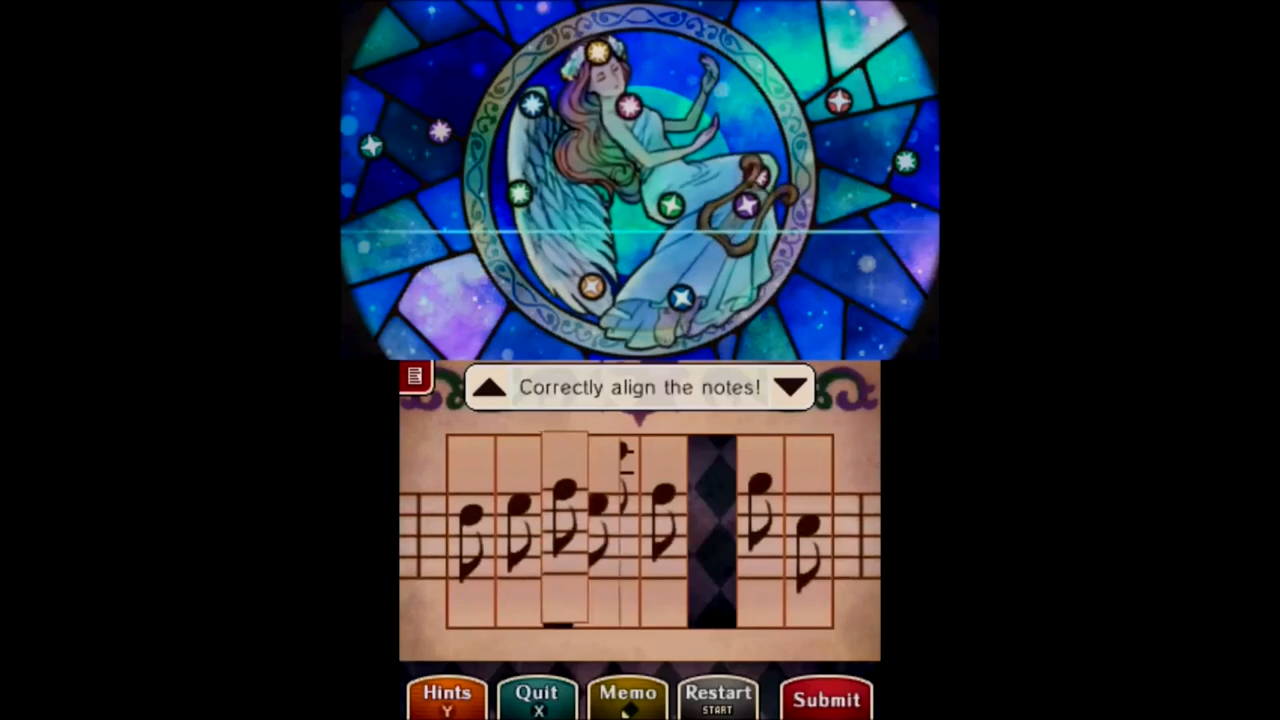 Correctly align the notes!
Hints
Y
Quit
X
Memo
Restart
START
Submit